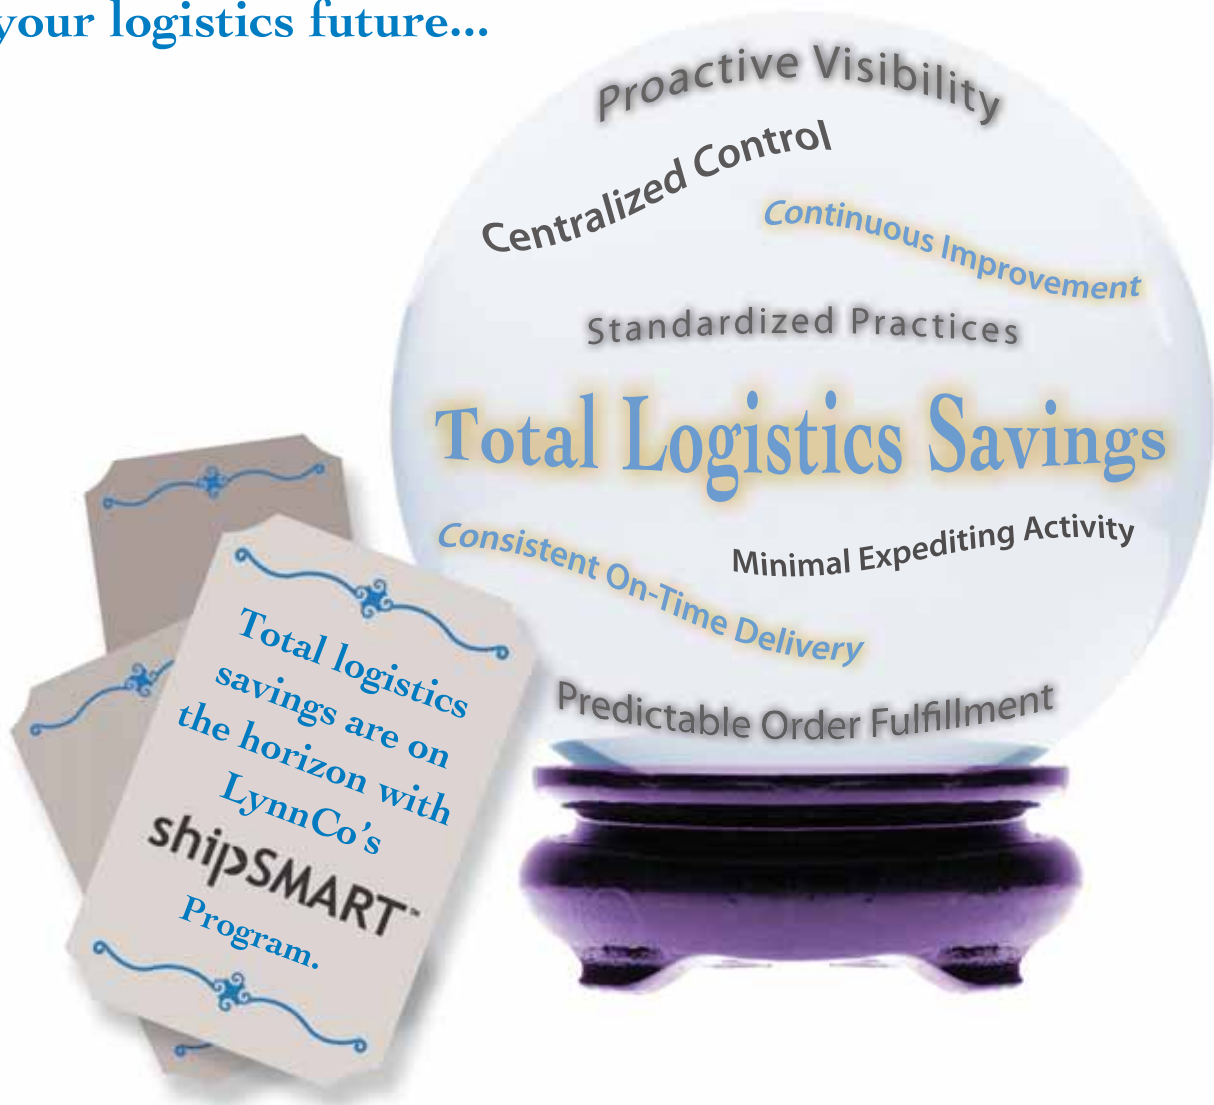 your logistics future...
Proactive Visibility
Centralized Control
Continuous Improvement
Standardized Practices
Total Logistics Savings
Consistent On-Time Delivery
Minimal Expediting Activity
Predictable Order Fulfillment
Total logistics
savings are on
the horizon with
LynnCo's
shipSMART™
Program.